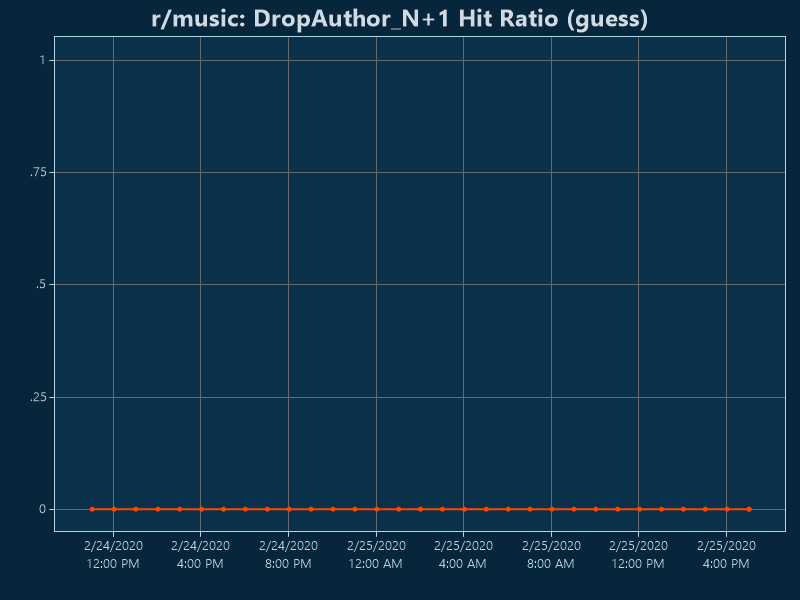 r/music: DropAuthor_N+1 Hit Ratio (guess)
1
.75
.5
.25
0
2/24/2020 2/24/2020 2/24/2020 2/25/2020 2/25/2020 2/25/2020 2/25/2020 2/25/2020
12:00 PM 4:00 PM 8:00 PM 12:00 AM 4:00 AM 8:00 AM 12:00 PM 4:00 PM